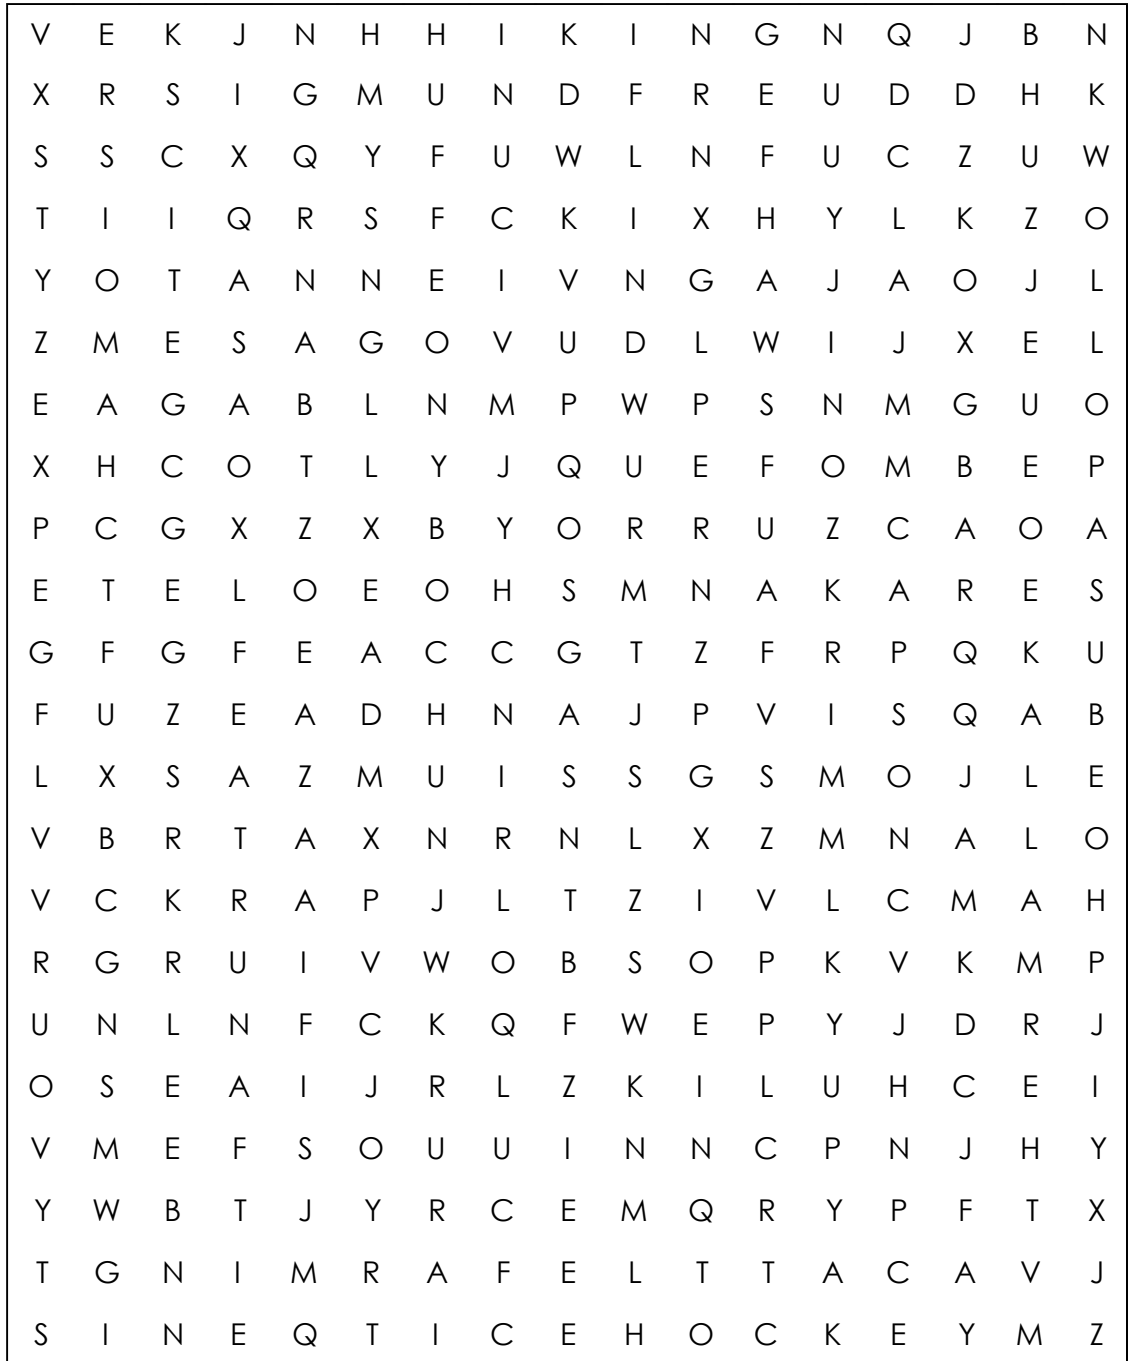 V E K J N H H I K I N G N Q J B N
X R S I G M U N D F R E U D D H K
S S C X Q Y F U W L N F U C Z U W
T I I Q R S F C K I X H Y L K Z O
Y O T A N N E I V N G A J A O J L
Z M E S A G O V U D L W I J X E L
E A G A B L N M P W P S N M G U O
X H C O T L Y J Q U E F O M B E P
P C G X Z X B Y O R R U Z C A O A
E T E L O E O H S M N A K A R E S
G F G F E A C C G T Z F R P Q K U
F U Z E A D H N A J P V I S Q A B
L X S A Z M U I S S G S M O J L E
V B R T A X N R N L X Z M N A L O
V C K R A P J L T Z I V L C M A H
R G R U I V W O B S O P K V K M P
U N L N F C K Q F W E P Y J D R J
O S E A I J R L Z K I L U H C E I
V M E F S O U U I N N C P N J H Y
Y W B T J Y R C E M Q R Y P F T X
T G N I M R A F E L T T A C A V J
S I N E Q T I C E H O C K E Y M Z